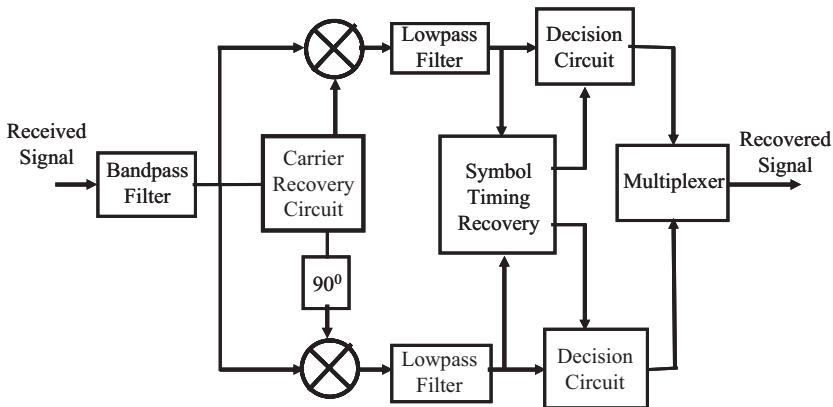 Received
Signal
Bandpass
Filter
Carrier
Recovery
Circuit
90⁰
Lowpass
Filter
Lowpass
Filter
Symbol
Timing
Recovery
Decision
Circuit
Decision
Circuit
Multiplexer
Recovered
Signal